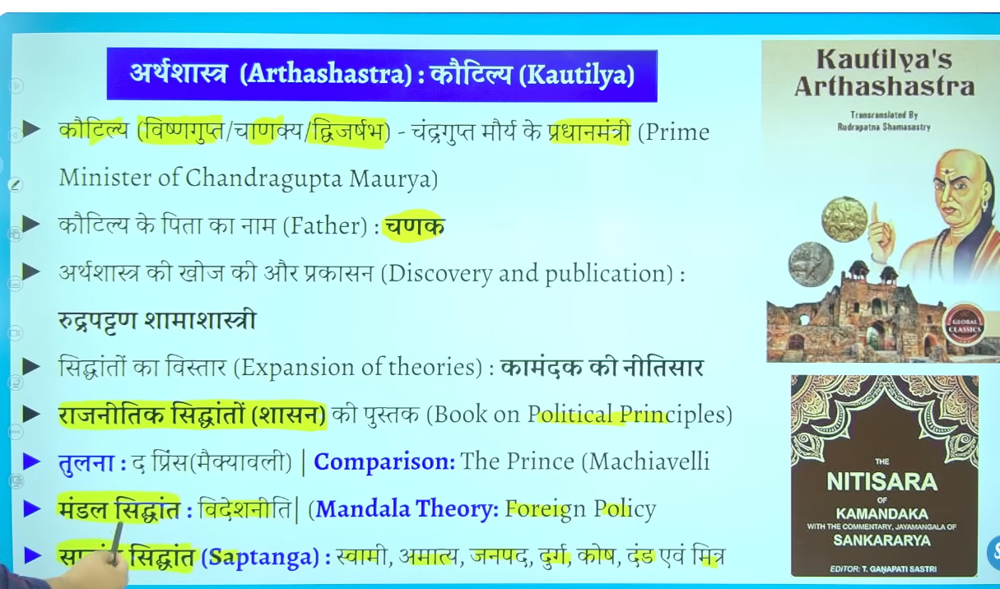 अर्थशास्त्र (Arthashastra) : कौटिल्य (Kautilya)
कौटिल्य (विष्णगुप्त/चाणक्य/द्विजर्षभ) - चंद्रगुप्त मौर्य के प्रधानमंत्री (Prime
Minister of Chandragupta Maurya)
कौटिल्य के पिता का नाम (Father) : चणक
अर्थशास्त्र की खोज की और प्रकासन (Discovery and publication) :
रुद्रपट्टण शामाशास्त्री
सिद्धांतों का विस्तार (Expansion of theories) : कामंदक की नीतिसार
राजनीतिक सिद्धांतों (शासन) की पुस्तक (Book on Political Principles)
तुलना : द प्रिंस(मैक्यावली) | Comparison: The Prince (Machiavelli
मंडल सिद्धांत : विदेशनीति| (Mandala Theory: Foreign Policy
सिद्धांत (Saptanga) : स्वामी, अमात्य, जनपद, दुर्ग, कोष, दंड एवं मित्र
Kautilya's
Arthashastra
Transranslated By
Rudrapatna Shamasastry
GLOBAL
CLASSICS
THE
NITISARA
OF
KAMANDAKA
WITH THE COMMENTARY, JAYAMANGALA OF
SANKARARYA
EDITOR: T. GAṆAPATI SASTRI